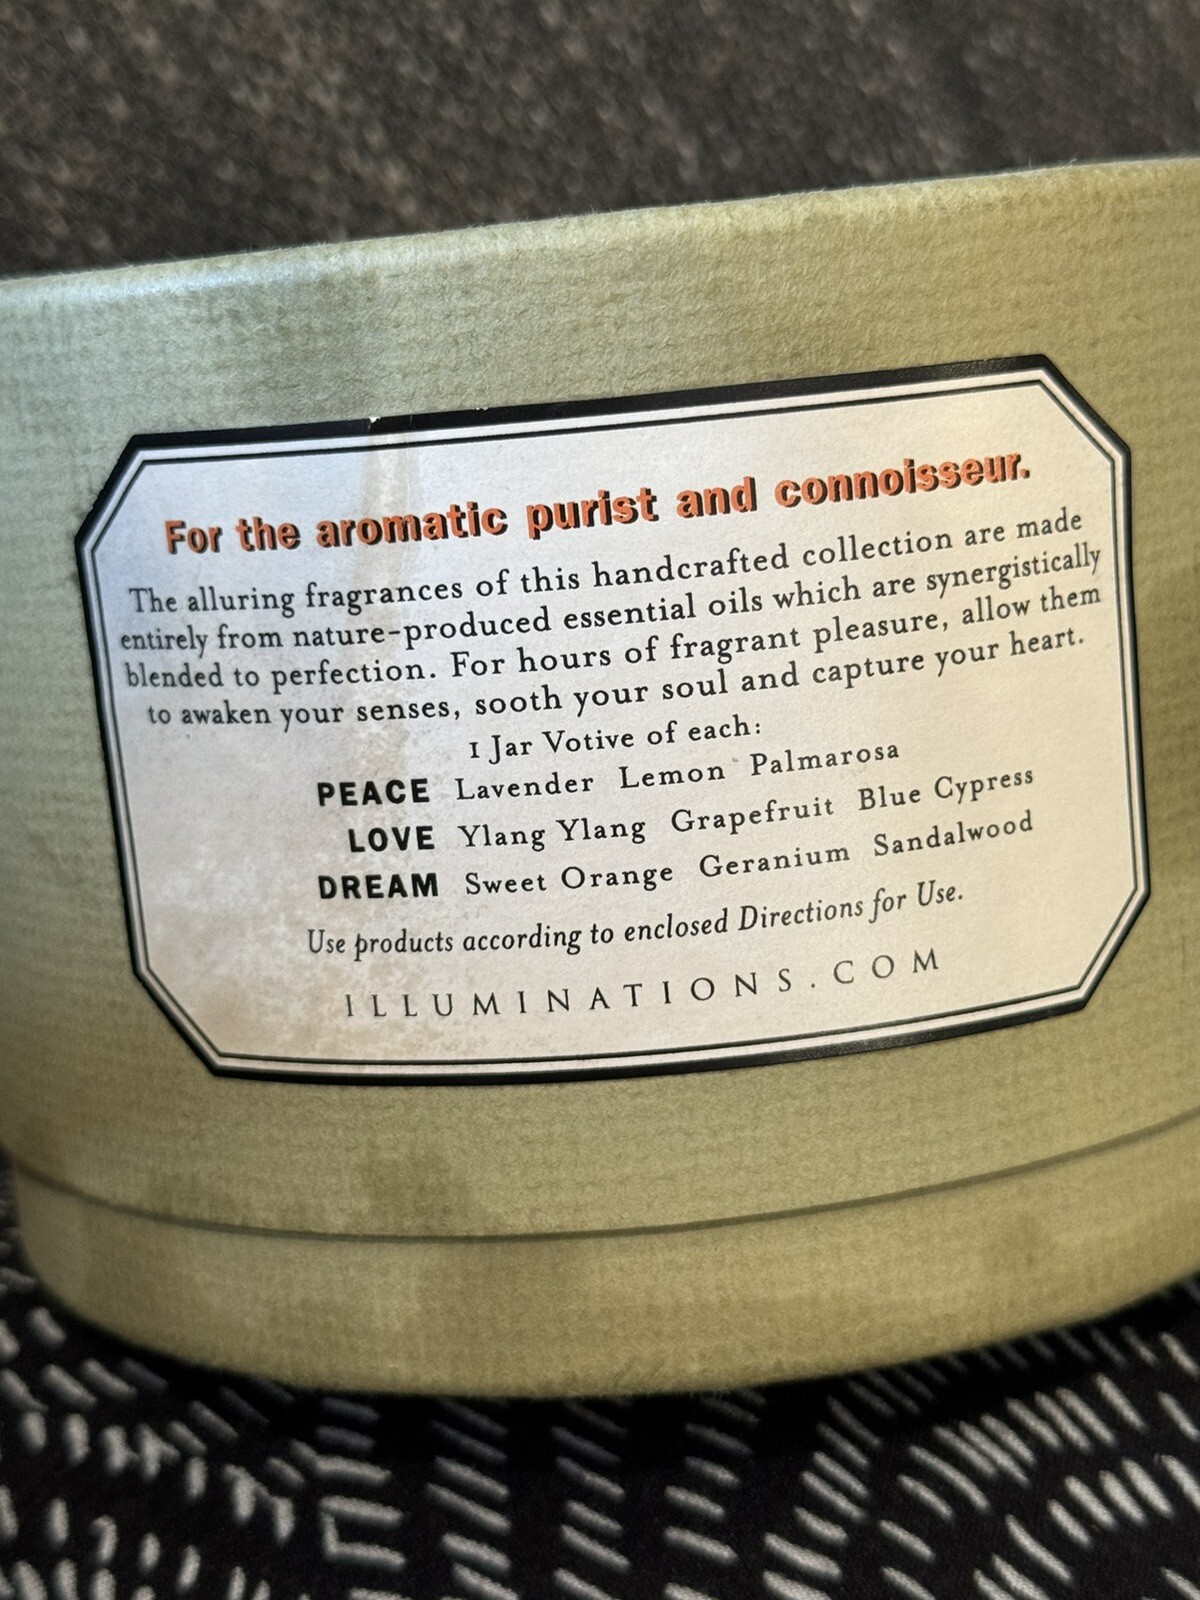 For the aromatic purist and connoisseur.
The alluring fragrances of this handcrafted collection are made
entirely from nature-produced essential oils which are synergistically
blended to perfection. For hours of fragrant pleasure, allow them
to awaken your senses, sooth your soul and capture your heart.
1 Jar Votive of each:
PEACE Lavender Lemon Palmarosa
LOVE Ylang Ylang Grapefruit Blue Cypress
DREAM Sweet Orange Geranium Sandalwood
Use products according to enclosed Directions for Use.
ILLUMINATIONS.COM